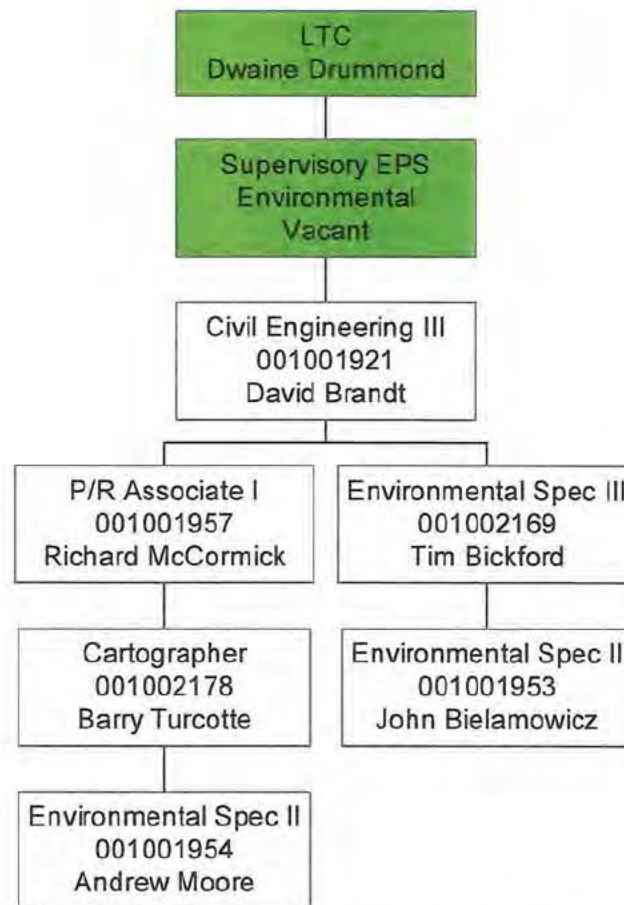 LTC
Dwaine Drummond
Supervisory EPS
Environmental
Vacant
Civil Engineering III
001001921
David Brandt
P/R Associate I
001001957
Richard McCormick
Environmental Spec III
001002169
Tim Bickford
Cartographer
001002178
Barry Turcotte
Environmental Spec II
001001953
John Bielamowicz
Environmental Spec II
001001954
Andrew Moore